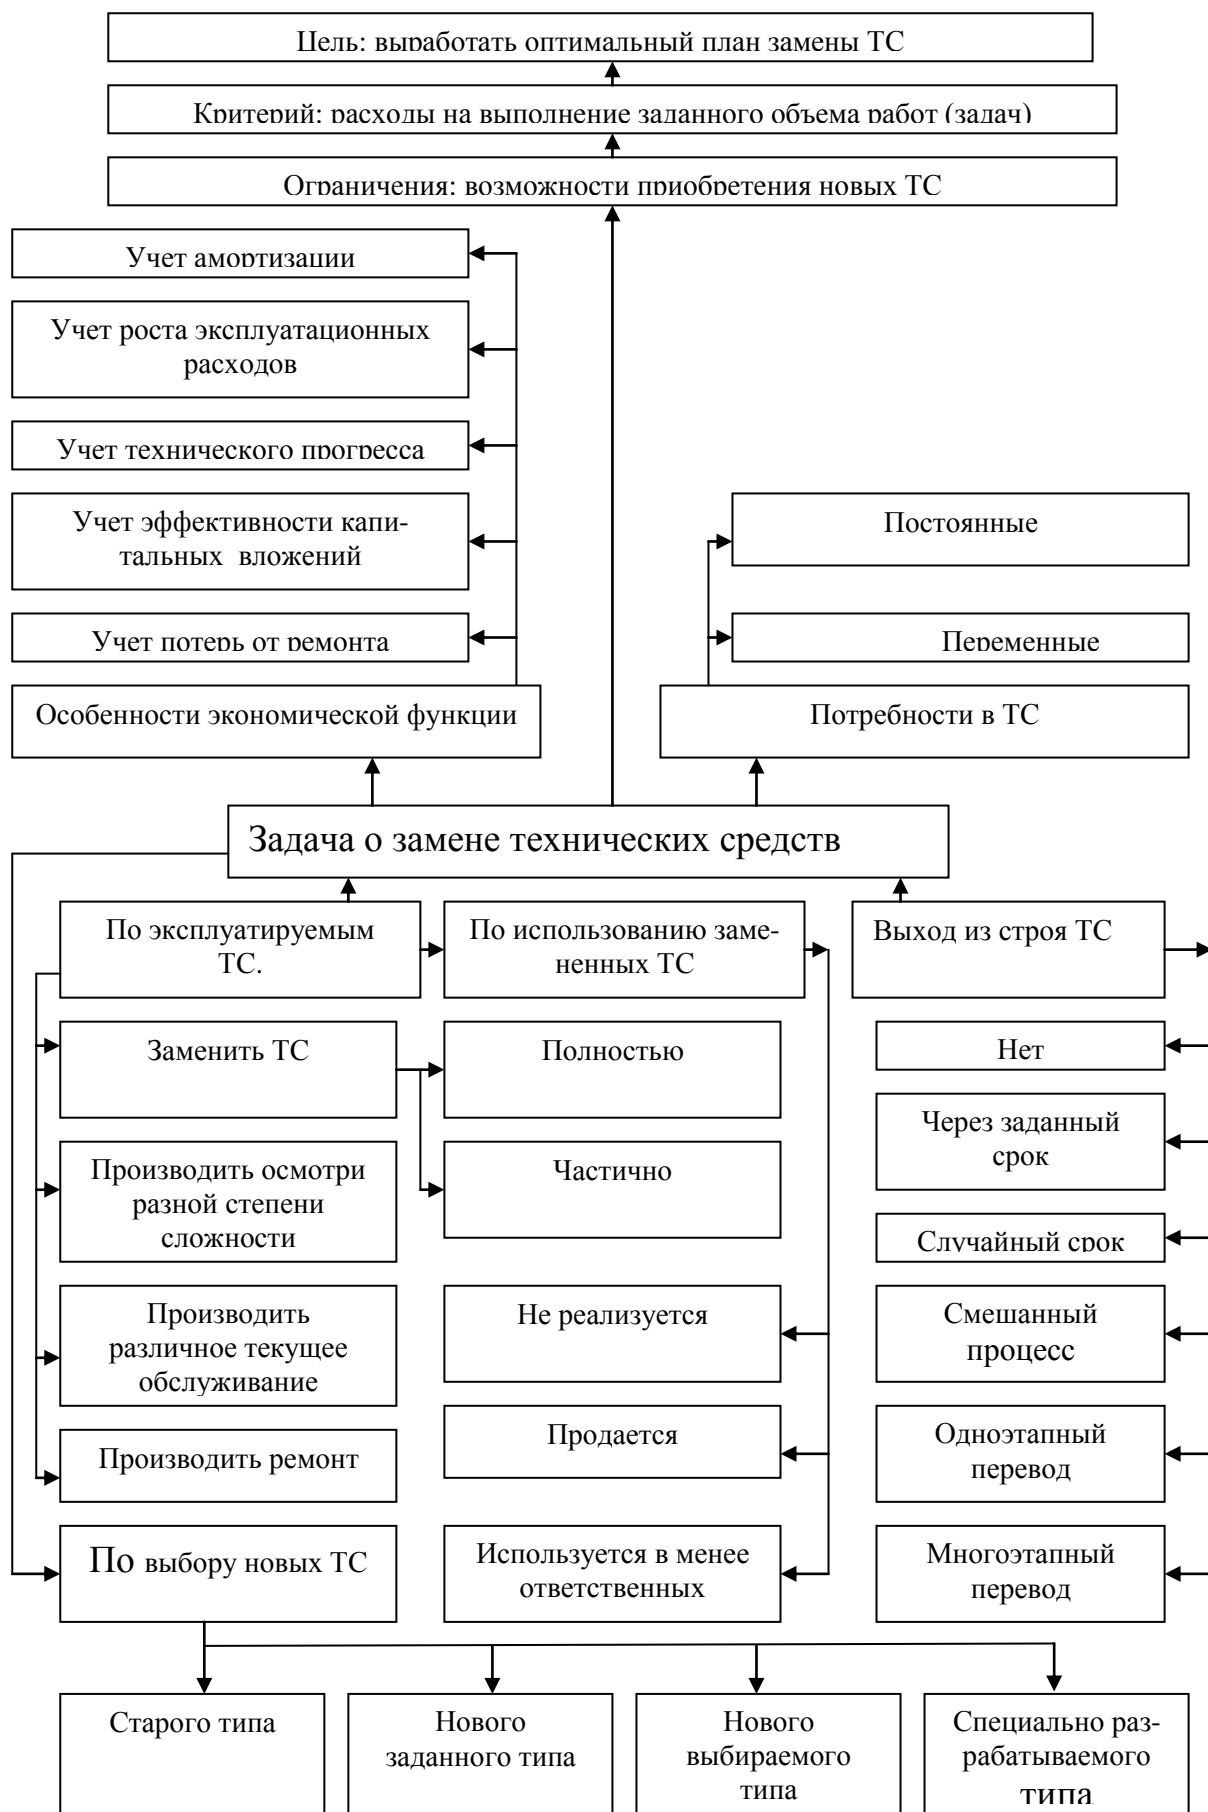 Цель: выработать оптимальный план замены ТС
Критерий: расходы на выполнение заданного объема работ (задач)
Ограничения: возможности приобретения новых ТС
Учет амортизации
Учет роста эксплуатационных
расходов
Учет технического прогресса
Учет эффективности капи-
тальных вложений
Учет потерь от ремонта
Постоянные
Переменные
Особенности экономической функции
Потребности в ТС
Задача о замене технических средств
По эксплуатируемым
ТС.
По использованию заме-
ненных ТС
Выход из строя ТС
Заменить ТС
Полностью
Нет
Производить осмотри
разной степени
сложности
Частично
Через заданный
срок
Случайный срок
Производить
различное текущее
обслуживание
Не реализуется
Смешанный
процесс
Производить ремонт
Продается
Одноэтапный
перевод
По выбору новых ТС
Используется в менее
ответственных
Многоэтапный
перевод
Старого типа
Нового
заданного типа
Нового
выбираемого
типа
Специально раз-
рабатываемого
типа